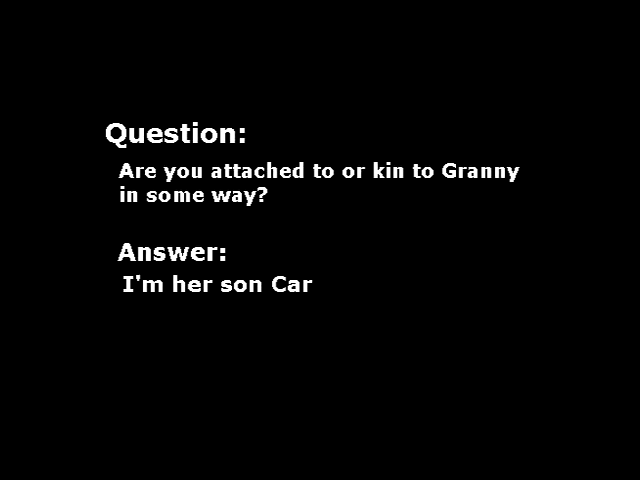 Question:
Are you attached to or kin to Granny
in some way?
Answer:
I'm her son Car